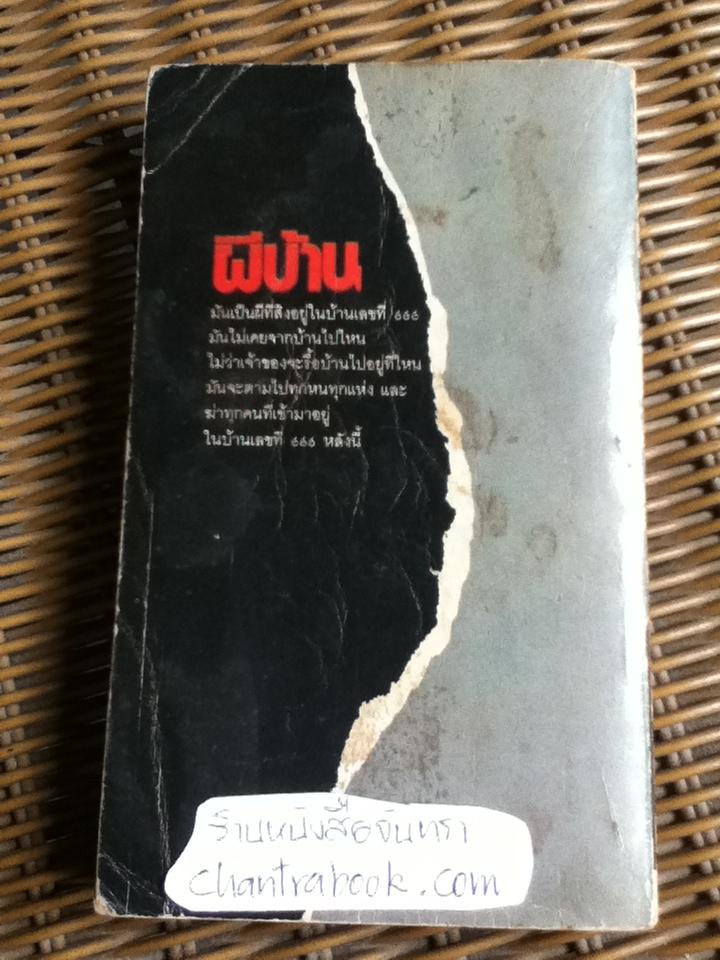 ผีบ้าน
มันเป็นผีที่สิงอยู่ในบ้านเลขที่ ๔๔๔
มันไม่เคยจากบ้านไปไหน
ไม่ว่าเจ้าของจะรื้อบ้านไปอยู่ที่ไหน
มันจะตามไปทุกหนทุกแห่ง และ
ฆ่าทุกคนที่เข้ามาอยู่
ในบ้านเลขที่ ๔๔๔ หลังนี้
ร้านหนังสือจันทรา
chantrabook.com